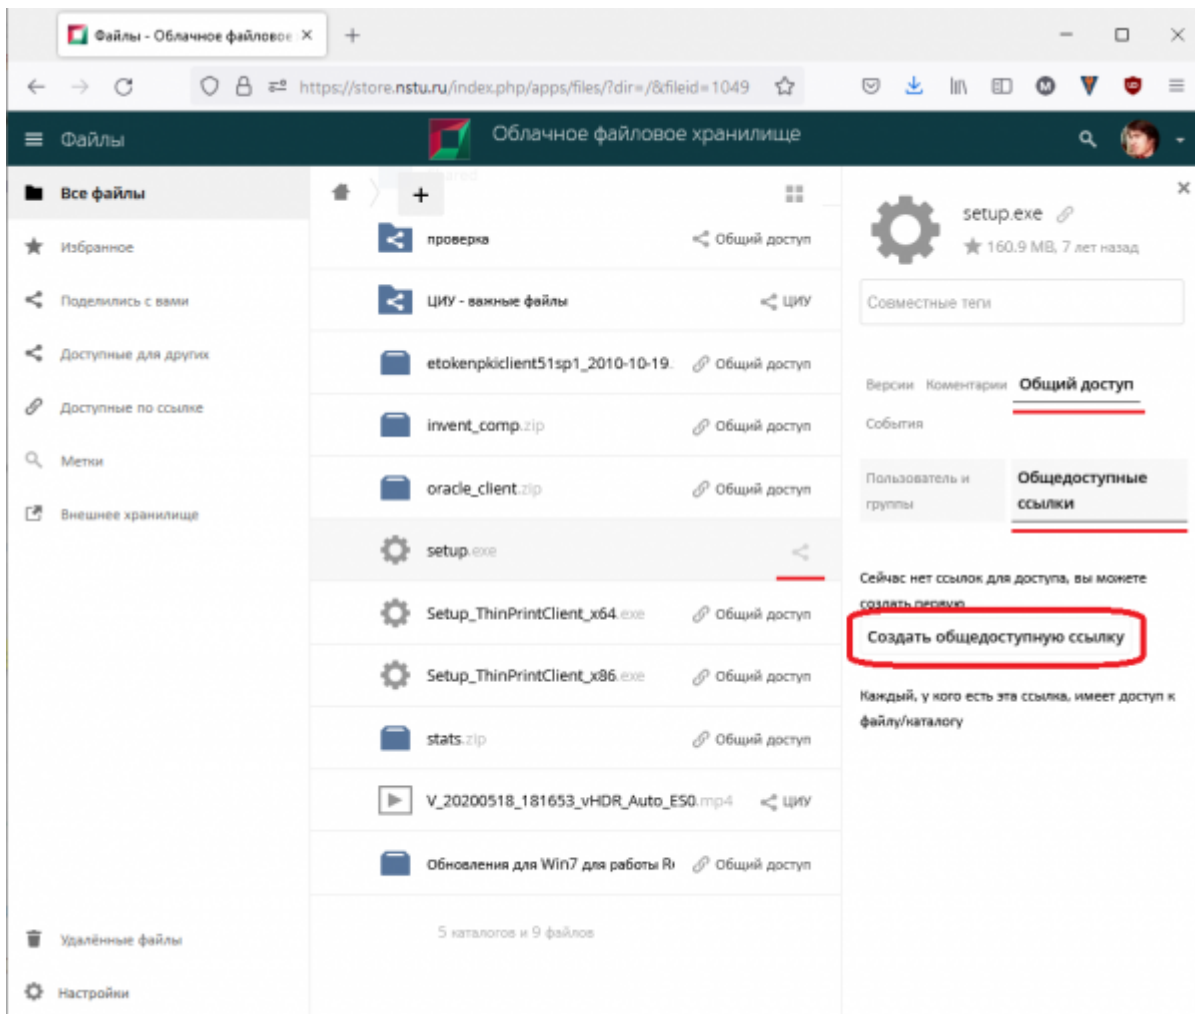 Файлы - Облачное файловое
https://store.nstu.ru/index.php/apps/files/?dir=/&fileid=1049
Файлы
Облачное файловое хранилище
Все файлы
Избранное
Поделились с вами
Доступные для других
Доступные по ссылке
Метки
Внешнее хранилище
Удалённые файлы
Настройки
Shared
проверка Общий доступ
ЦИУ - важные файлы ЦИУ
etokenpkiclient51sp1_2010-10-19. Общий доступ
invent_comp.zip Общий доступ
oracle_client.zip Общий доступ
setup.exe
Setup_ThinPrintClient_x64.exe Общий доступ
Setup_ThinPrintClient_x86.exe Общий доступ
stats.zip Общий доступ
V_20200518_181653_vHDR_Auto_ES0.mp4 ЦИУ
Обновления для Win7 для работы Общий доступ
5 каталогов и 9 файлов
setup.exe
160.9 MB, 7 лет назад
Совместные теги
Версии Коментарии Общий доступ
События
Пользователь и
группы
Общедоступные
ссылки
Сейчас нет ссылок для доступа, вы можете
создать первую
Создать общедоступную ссылку
Каждый, у кого есть эта ссылка, имеет доступ к
файлу/каталогу